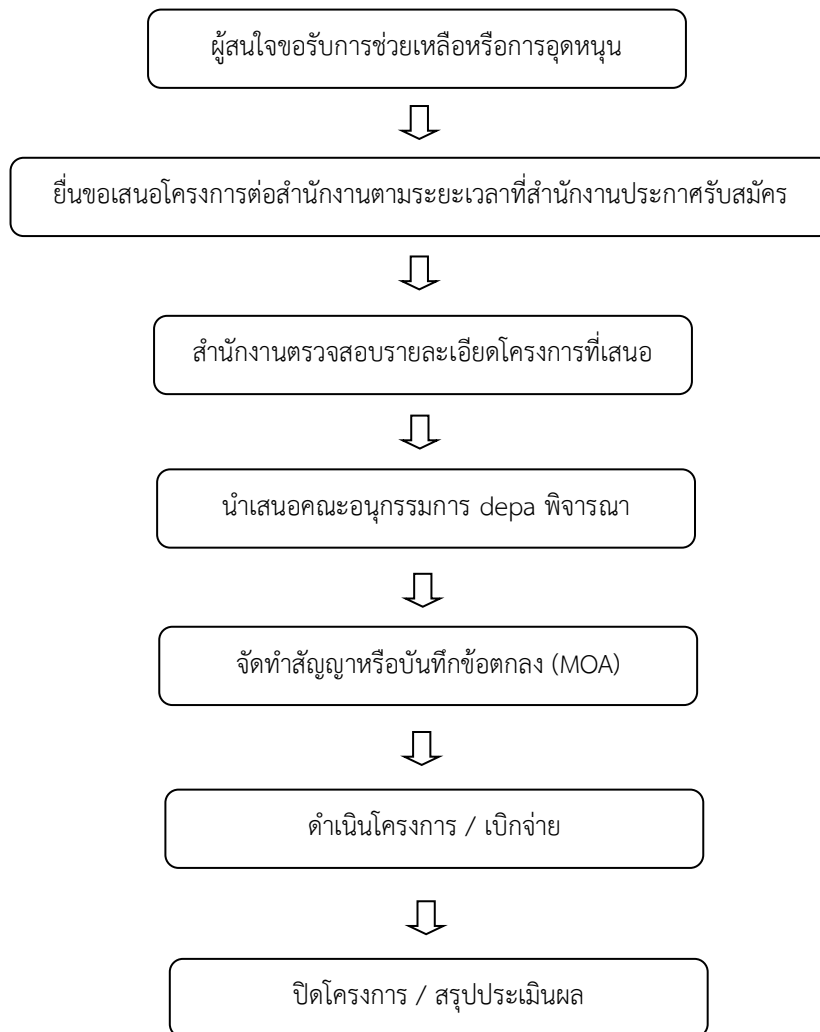 ผู้สนใจขอรับการช่วยเหลือหรือการอุดหนุน
ยื่นขอเสนอโครงการต่อสำนักงานตามระยะเวลาที่สำนักงานประกาศรับสมัคร
สำนักงานตรวจสอบรายละเอียดโครงการที่เสนอ
นำเสนอคณะอนุกรรมการ depa พิจารณา
จัดทำสัญญาหรือบันทึกข้อตกลง (MOA)
ดำเนินโครงการ / เบิกจ่าย
ปิดโครงการ / สรุปประเมินผล